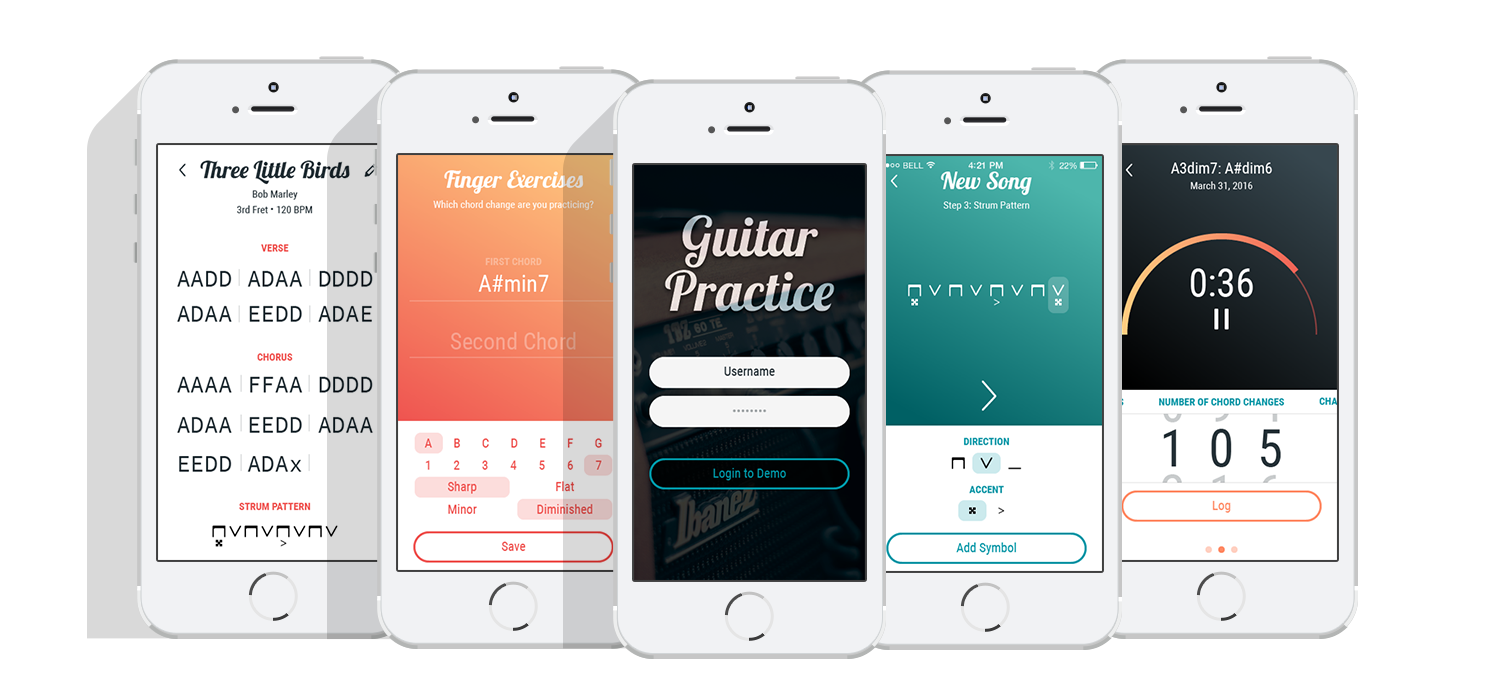 Three Little Birds
Bob Marley
3rd Fret • 120 BPM
VERSE
AADD | ADAA | DDDD
ADAA | EEDD | ADAE
CHORUS
AAAA | FFAA | DDDD
ADAA | EEDD | ADAA
EEDD | ADAx |
STRUM PATTERN
>
Finger Exercises
Which chord change are you practicing?
FIRST CHORD
A#min7
Second Chord
A B C D E F G
1 2 3 4 5 6 7
Sharp Flat
Minor Diminished
Save
Guitar
Practice
60 TE
Username
••••••••
Login to Demo
Ibanez
BELL 4:21 PM 22%
New Song
Step 3: Strum Pattern
>
DIRECTION
ACCENT
>
Add Symbol
A3dim7: A#dim6
March 31, 2016
0:36
NUMBER OF CHORD CHANGES CHA
1 0 5
Log